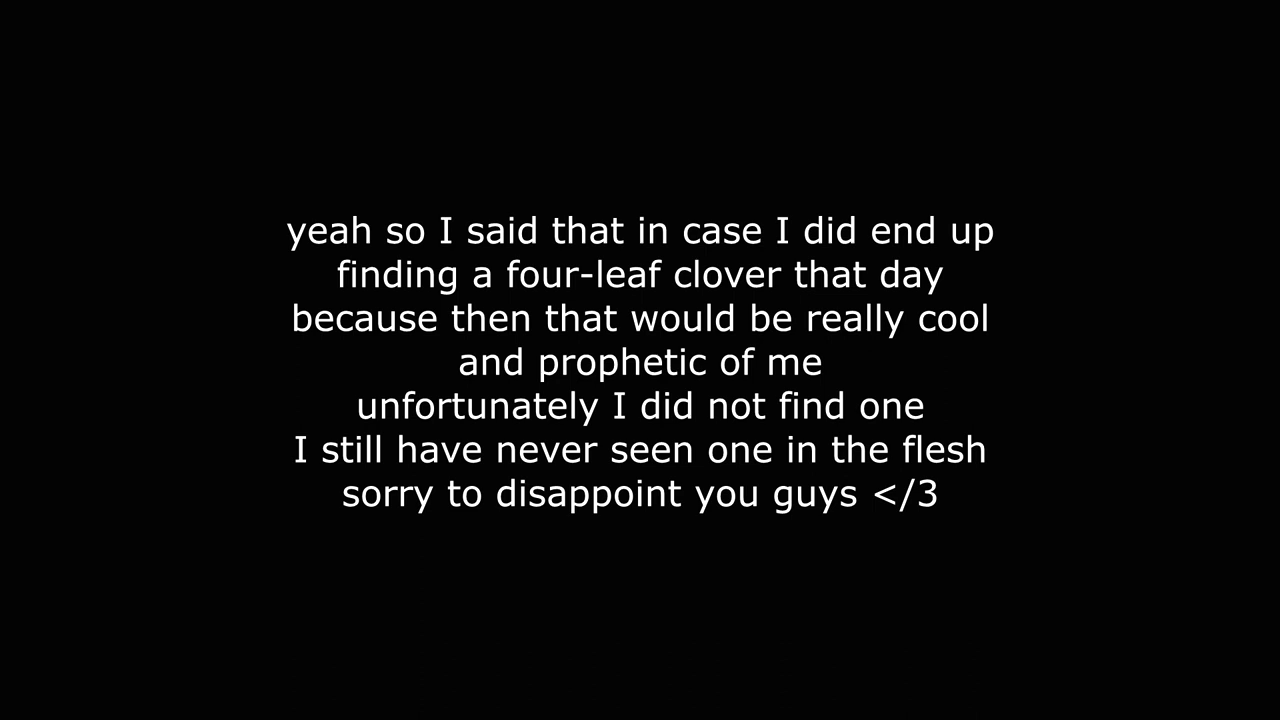 yeah so I said that in case I did end up
finding a four-leaf clover that day
because then that would be really cool
and prophetic of me
unfortunately I did not find one
I still have never seen one in the flesh
sorry to disappoint you guys </3